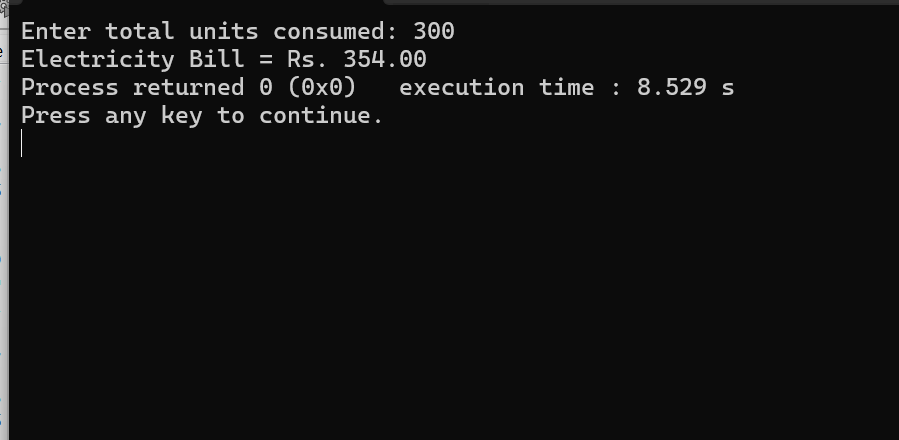 Enter total units consumed: 300
Electricity Bill = Rs. 354.00
Process returned 0 (0x0)   execution time : 8.529 s
Press any key to continue.